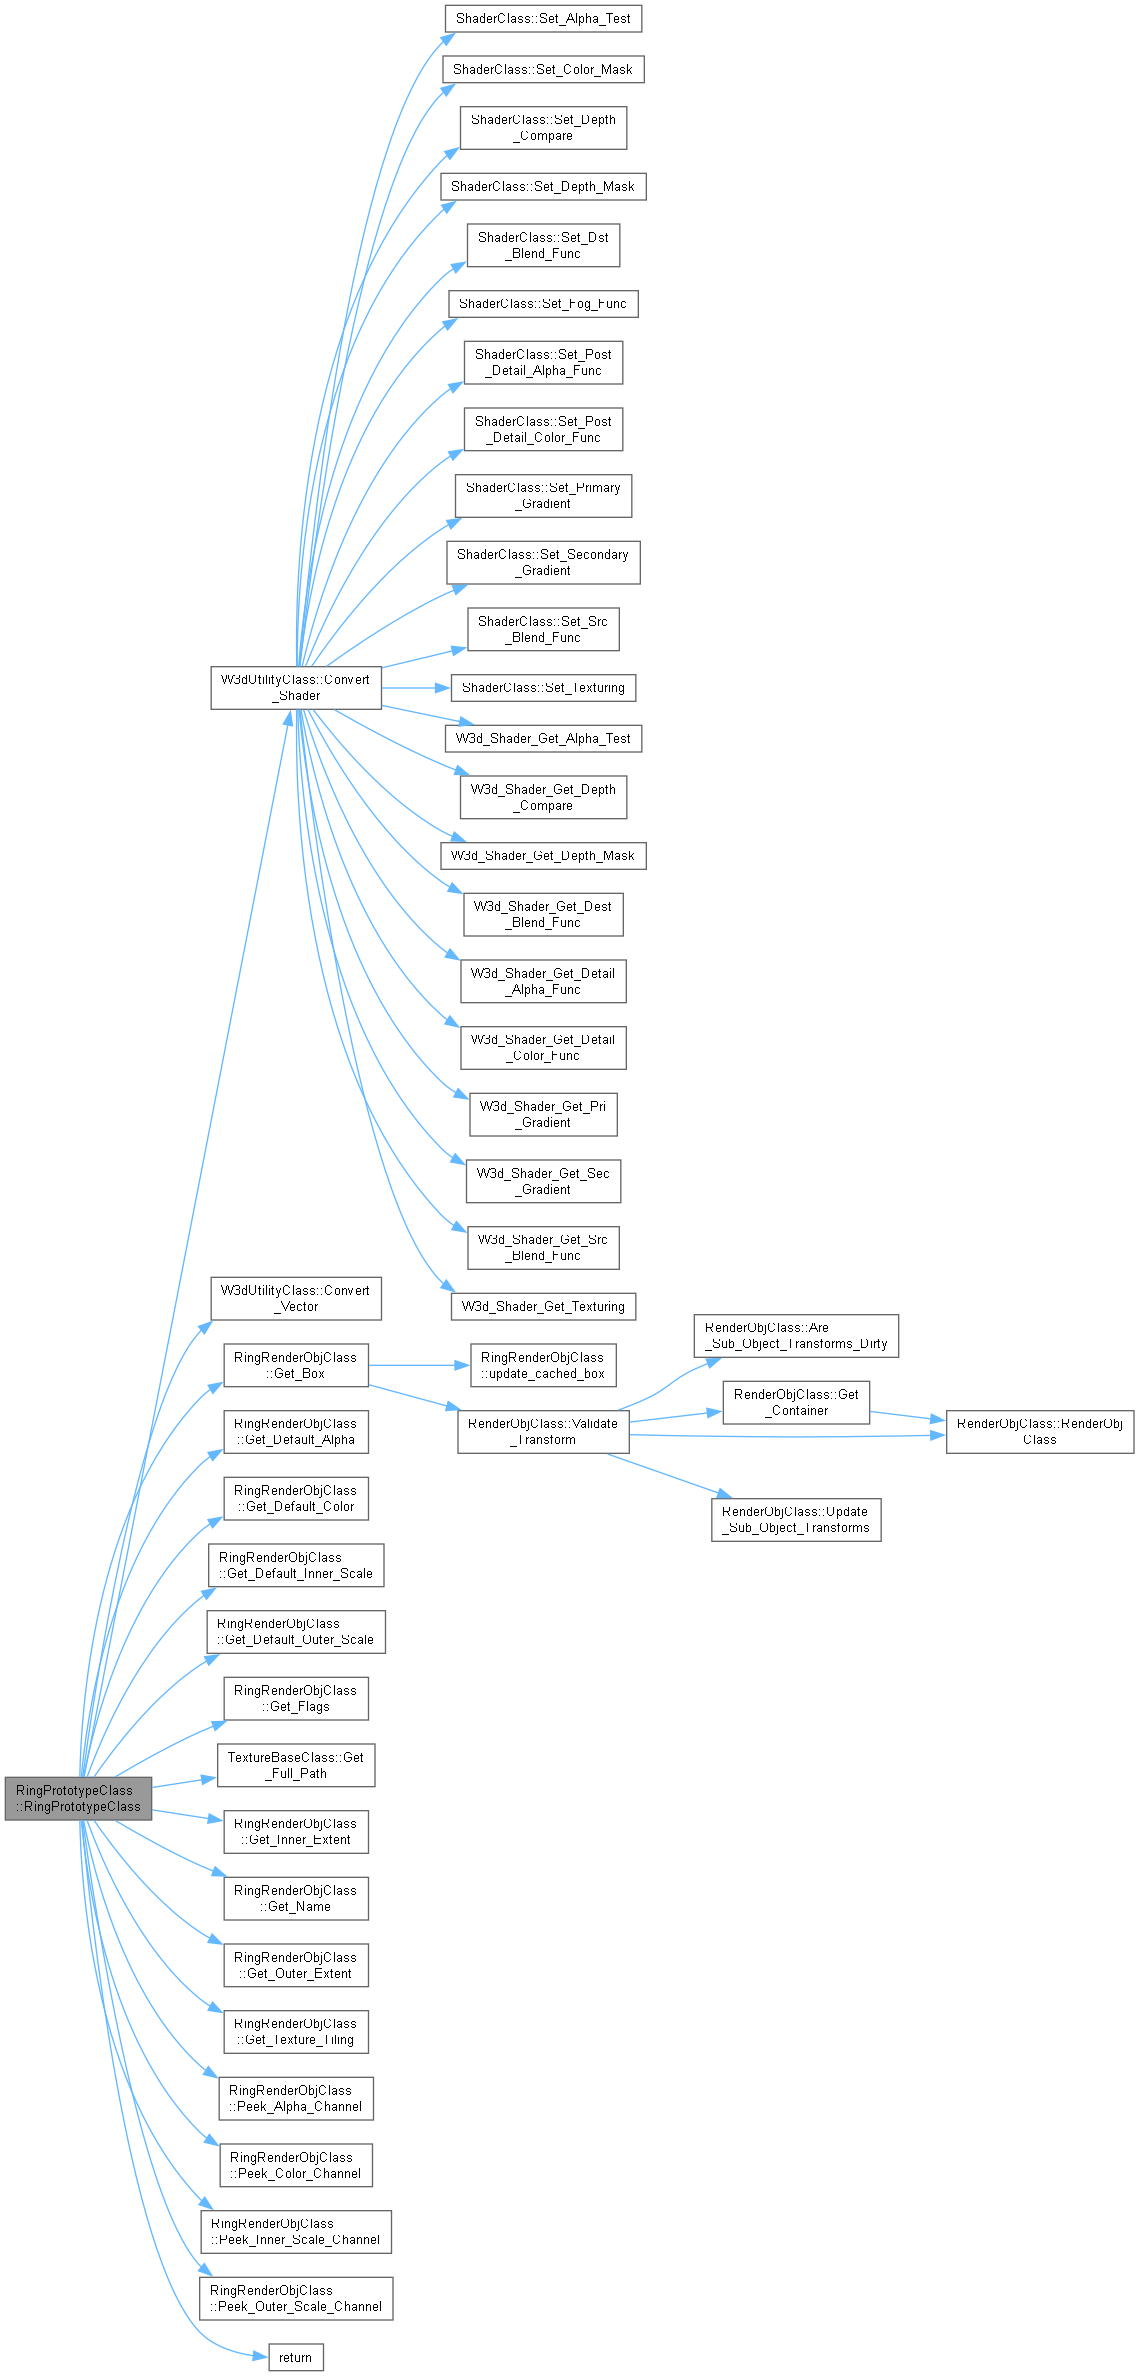 ShaderClass::Set_Alpha_Test
ShaderClass::Set_Color_Mask
ShaderClass::Set_Depth
_Compare
ShaderClass::Set_Depth_Mask
ShaderClass::Set_Dst
_Blend_Func
ShaderClass::Set_Fog_Func
ShaderClass::Set_Post
_Detail_Alpha_Func
ShaderClass::Set_Post
_Detail_Color_Func
ShaderClass::Set_Primary
_Gradient
ShaderClass::Set_Secondary
_Gradient
ShaderClass::Set_Src
_Blend_Func
W3dUtilityClass::Convert
_Shader
ShaderClass::Set_Texturing
W3d_Shader_Get_Alpha_Test
W3d_Shader_Get_Depth
_Compare
W3d_Shader_Get_Depth_Mask
W3d_Shader_Get_Dest
_Blend_Func
W3d_Shader_Get_Detail
_Alpha_Func
W3d_Shader_Get_Detail
_Color_Func
W3d_Shader_Get_Pri
_Gradient
W3d_Shader_Get_Sec
_Gradient
W3d_Shader_Get_Src
_Blend_Func
W3d_Shader_Get_Texturing
W3dUtilityClass::Convert
_Vector
RingRenderObjClass
::Get_Box
RingRenderObjClass
::update_cached_box
RenderObjClass::Are
_Sub_Object_Transforms_Dirty
RenderObjClass::Get
_Container
RenderObjClass::Validate
_Transform
RenderObjClass::RenderObj
Class
RenderObjClass::Update
_Sub_Object_Transforms
RingRenderObjClass
::Get_Default_Alpha
RingRenderObjClass
::Get_Default_Color
RingRenderObjClass
::Get_Default_Inner_Scale
RingRenderObjClass
::Get_Default_Outer_Scale
RingRenderObjClass
::Get_Flags
TextureBaseClass::Get
_Full_Path
RingPrototypeClass
::RingPrototypeClass
RingRenderObjClass
::Get_Inner_Extent
RingRenderObjClass
::Get_Name
RingRenderObjClass
::Get_Outer_Extent
RingRenderObjClass
::Get_Texture_Tiling
RingRenderObjClass
::Peek_Alpha_Channel
RingRenderObjClass
::Peek_Color_Channel
RingRenderObjClass
::Peek_Inner_Scale_Channel
RingRenderObjClass
::Peek_Outer_Scale_Channel
return